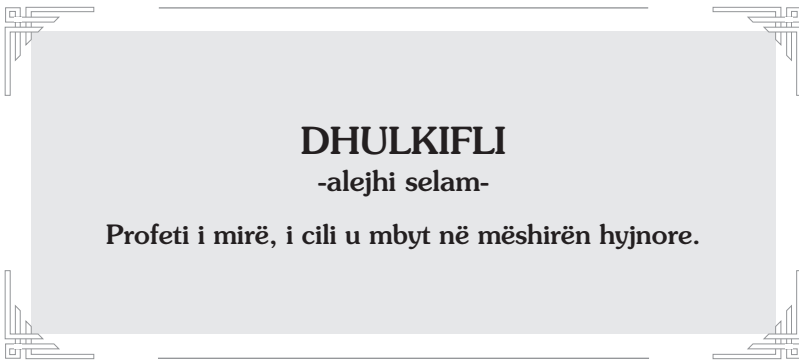 DHULKIFLI
-alejhi selam-
Profeti i mirë, i cili u mbyt në mëshirën hyjnore.